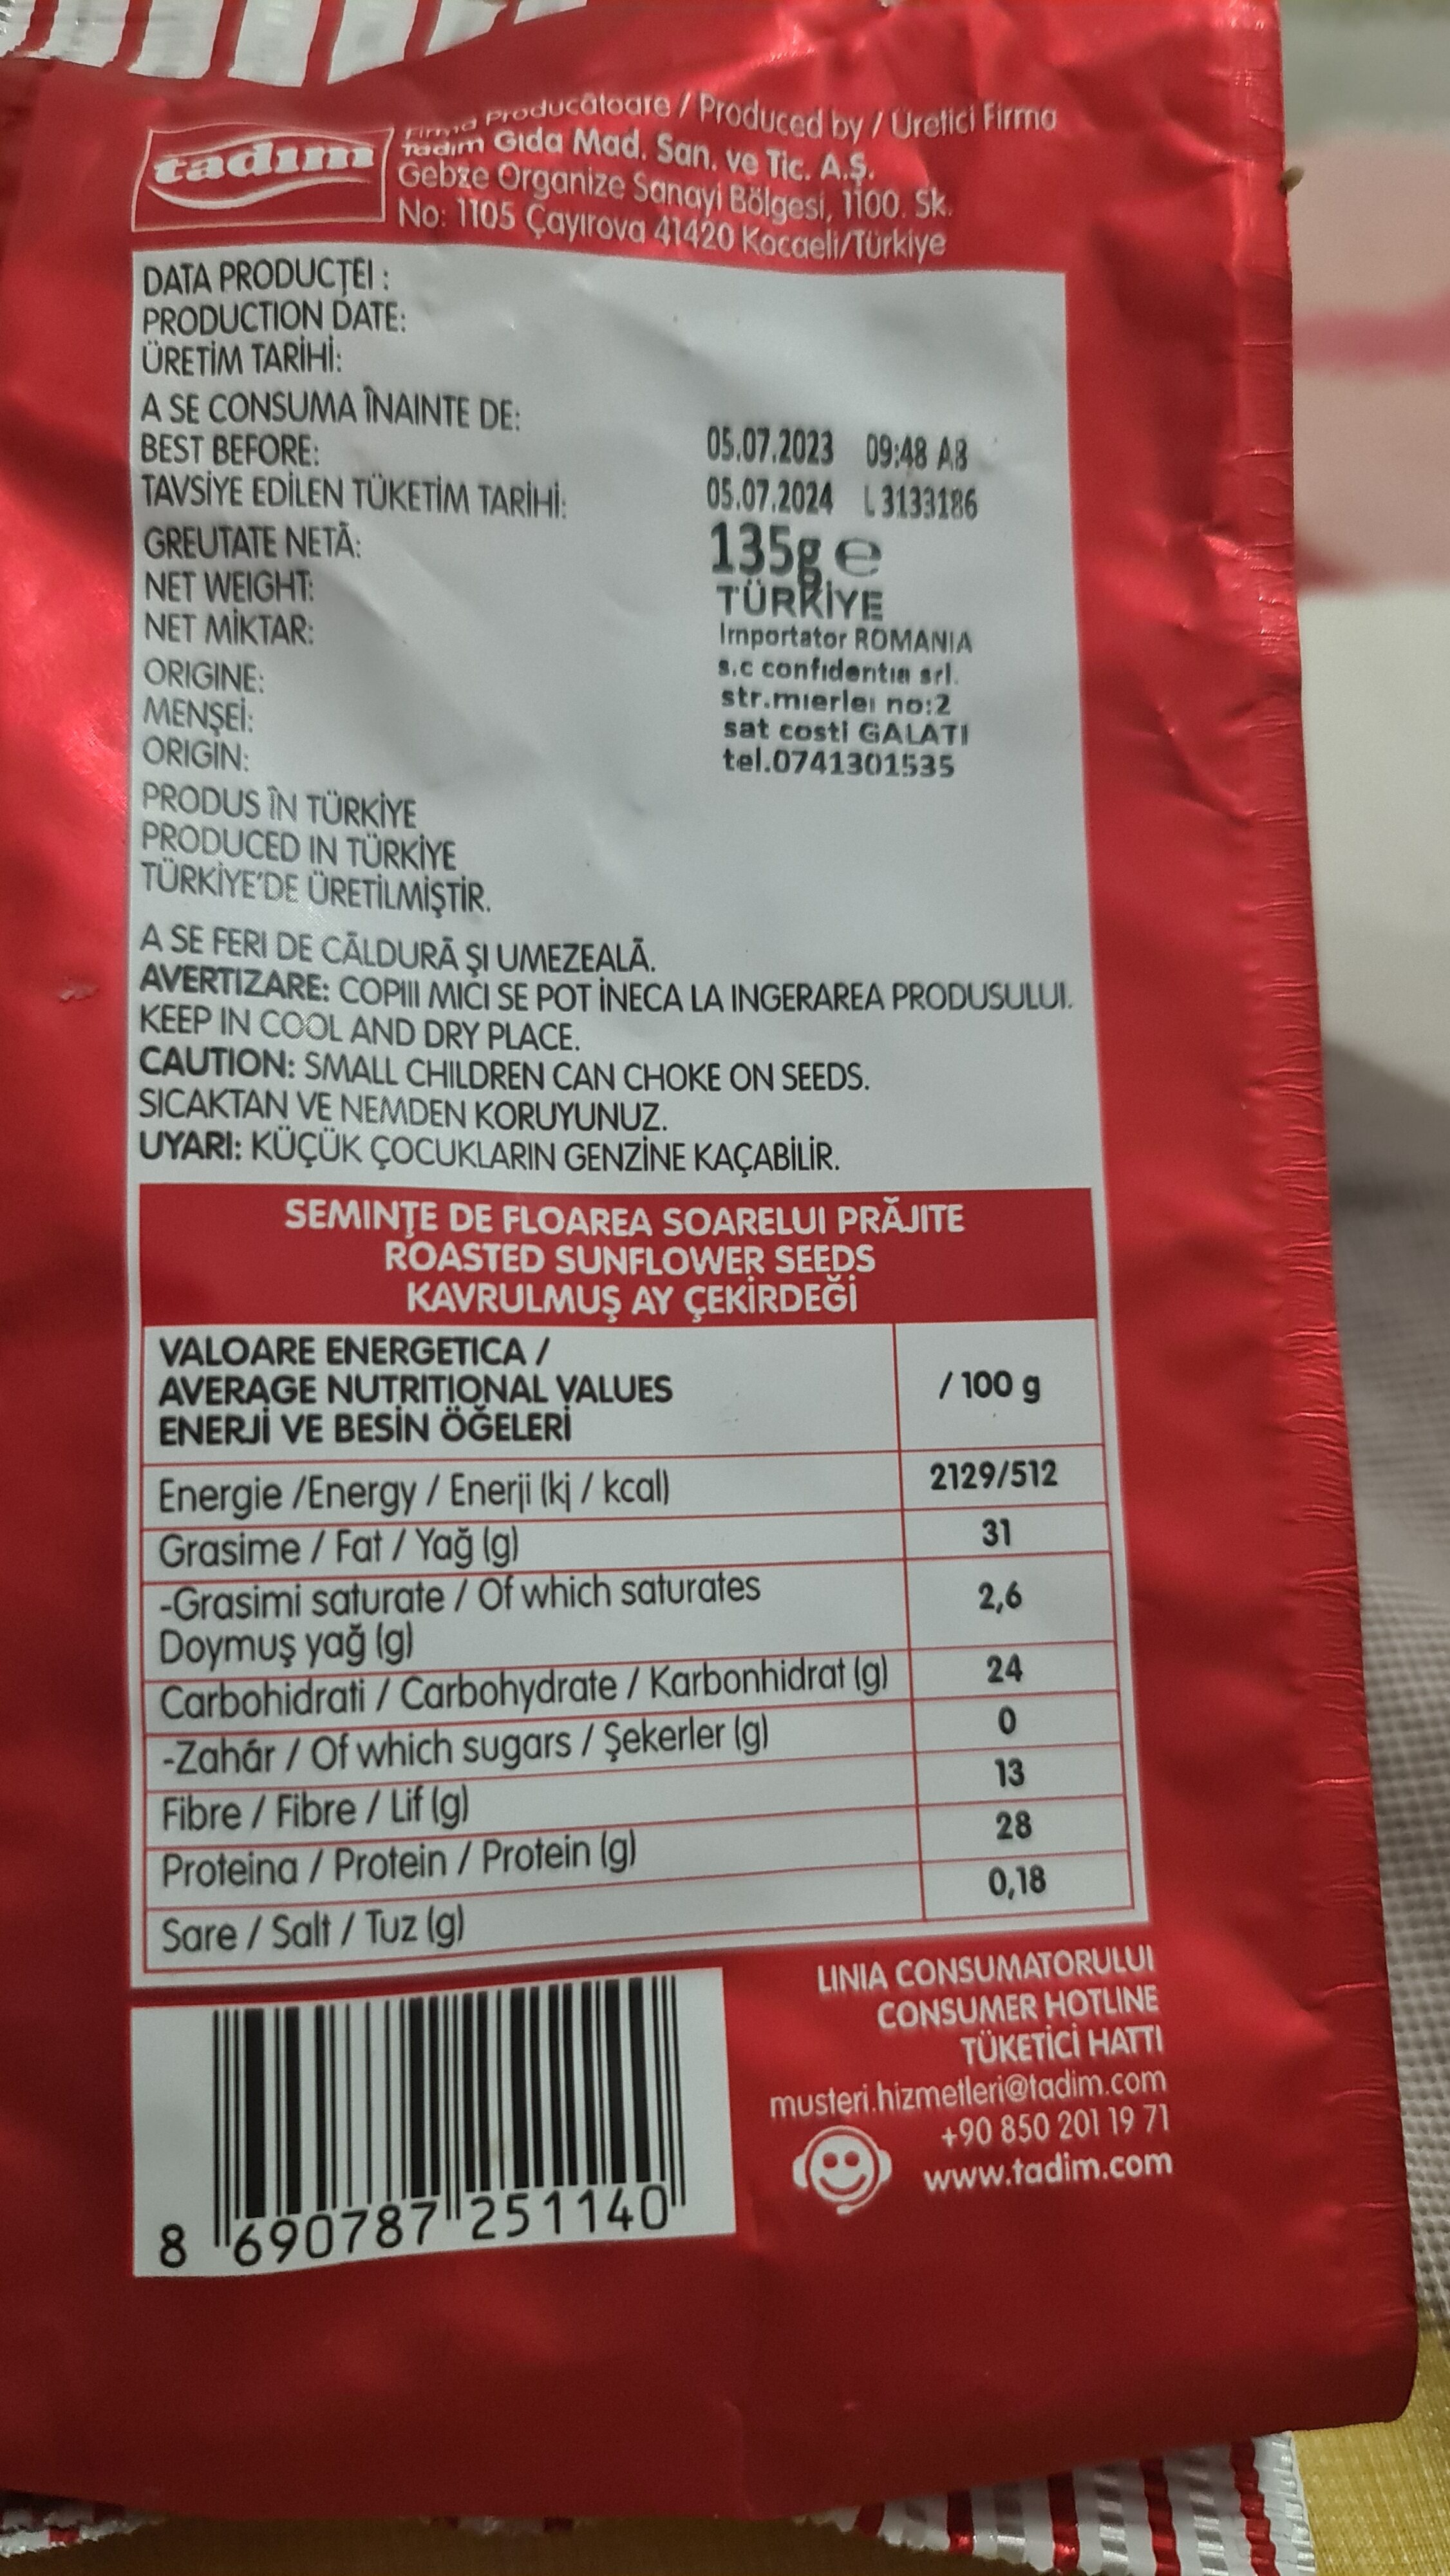 tadım
Firma Producătoare / Produced by / Üretici Firma
Tadım Gıda Mad. San. ve Tic. A.Ş.
Gebze Organize Sanayi Bölgesi, 1100. Sk.
No: 1105 Çayırova 41420 Kocaeli/Türkiye
DATA PRODUCŢEI :
PRODUCTION DATE:
ÜRETİM TARİHİ:
A SE CONSUMA ÎNAINTE DE:
BEST BEFORE:
TAVSİYE EDİLEN TÜKETİM TARİHİ:
05.07.2023 09:48 A3
05.07.2024 L 3133186
GREUTATE NETÃ:
NET WEIGHT:
NET MİKTAR:
135g e
ORIGINE:
MENŞEİ:
ORIGIN:
TÜRKİYE
Importator ROMANIA
s.c confıdentıa srl.
str.mıerleı no:2
sat costi GALATI
tel.0741301535
PRODUS ÎN TÜRKİYE
PRODUCED IN TÜRKİYE
TÜRKİYE'DE ÜRETİLMİŞTİR.
A SE FERI DE CÃLDURÃ ŞI UMEZEALÃ.
AVERTIZARE: COPIII MICI SE POT İNECA LA INGERAREA PRODUSULUI.
KEEP IN COOL AND DRY PLACE.
CAUTION: SMALL CHILDREN CAN CHOKE ON SEEDS.
SICAKTAN VE NEMDEN KORUYUNUZ.
UYARI: KÜÇÜK ÇOCUKLARIN GENZİNE KAÇABİLİR.
SEMINŢE DE FLOAREA SOARELUI PRĂJITE
ROASTED SUNFLOWER SEEDS
KAVRULMUŞ AY ÇEKİRDEĞİ
VALOARE ENERGETICA /
AVERAGE NUTRITIONAL VALUES
ENERJİ VE BESİN ÖĞELERİ
/ 100 g
Energie /Energy / Enerji (kj / kcal) 2129/512
Grasime / Fat / Yağ (g) 31
-Grasimi saturate / Of which saturates
Doymuş yağ (g) 2,6
Carbohidrati / Carbohydrate / Karbonhidrat (g) 24
-Zahár / Of which sugars / Şekerler (g) 0
Fibre / Fibre / Lif (g) 13
Proteina / Protein / Protein (g) 28
Sare / Salt / Tuz (g) 0,18
8 690787 251140
LINIA CONSUMATORULUI
CONSUMER HOTLINE
TÜKETİCİ HATTI
musteri.hizmetleri@tadim.com
+90 850 201 19 71
www.tadim.com